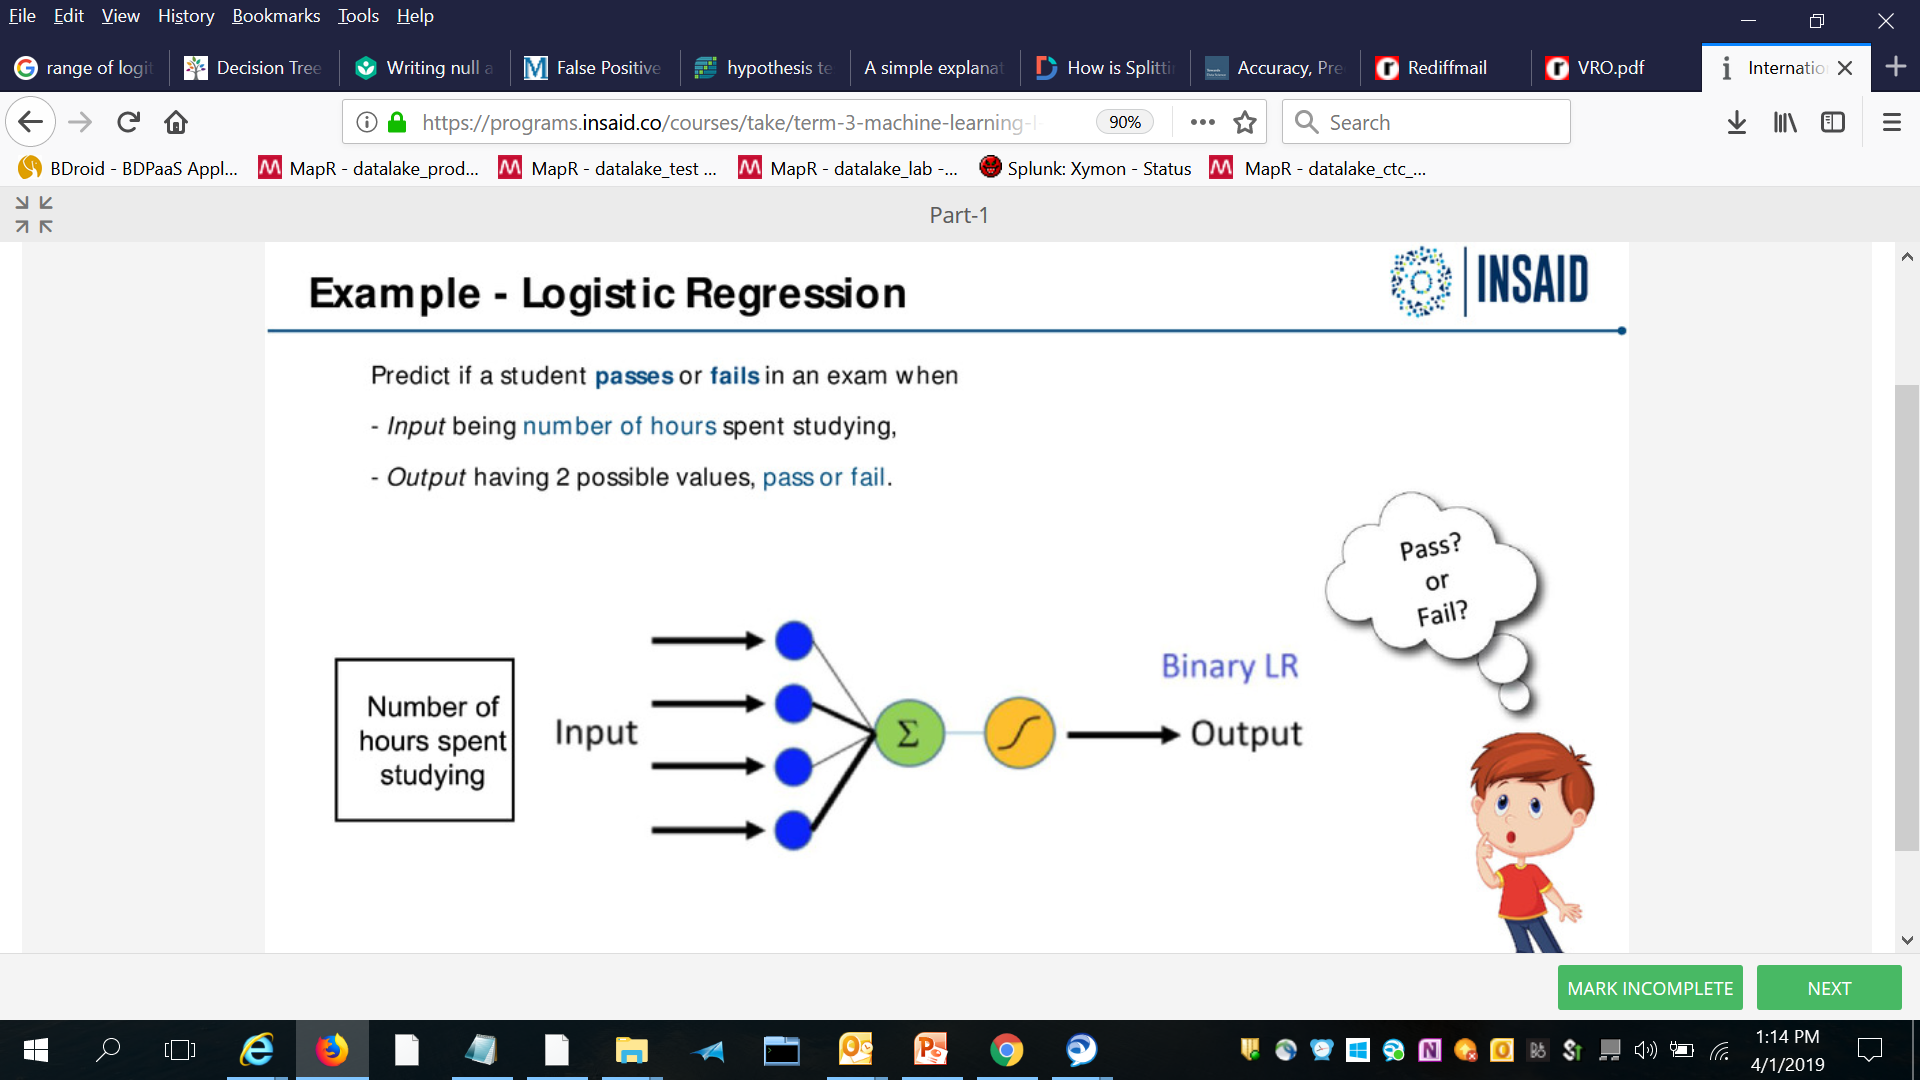 File Edit View History Bookmarks Tools Help
range of logit
Decision Tree
Writing null a
False Positive
hypothesis te
A simple explanat
How is Splitti
Accuracy, Pre
Rediffmail
VRO.pdf
Internatio
https://programs.insaid.co/courses/take/term-3-machine-learning-l
90%
Search
BDroid - BDPaaS Appl...
MapR - datalake_prod...
MapR - datalake_test ...
MapR - datalake_lab -...
Splunk: Xymon - Status
MapR - datalake_ctc_...
Part-1
Example - Logistic Regression
INSAID
Predict if a student passes or fails in an exam when
- Input being number of hours spent studying,
- Output having 2 possible values, pass or fail.
Pass?
or
Fail?
Number of
hours spent
studying
Input
Σ
Binary LR
Output
MARK INCOMPLETE
NEXT
1:14 PM
4/1/2019